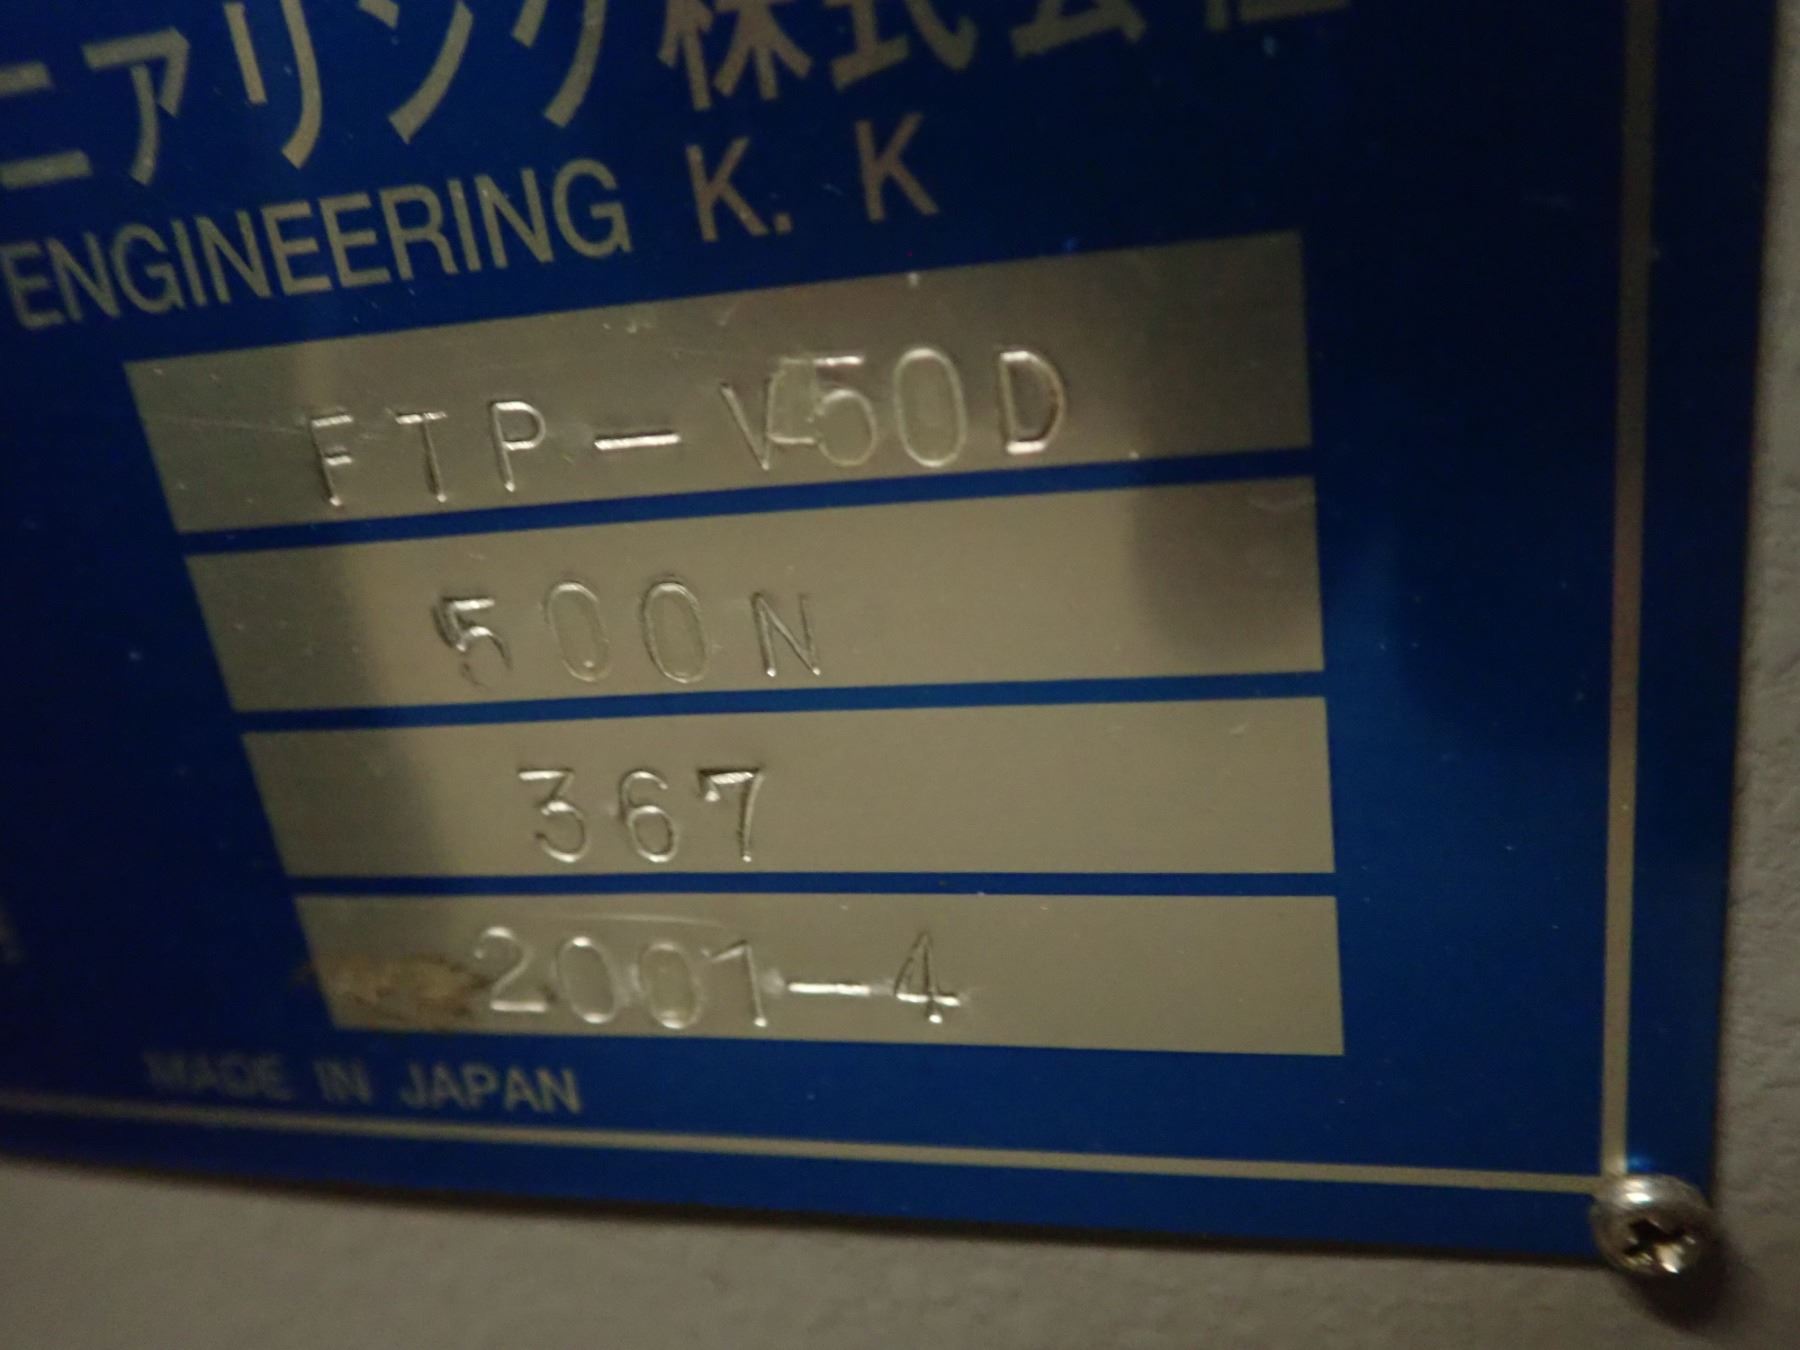 ニアリング株式会社
ENGINEERING K. K
FTP-V50D
500N
367
2001-4
MADE IN JAPAN